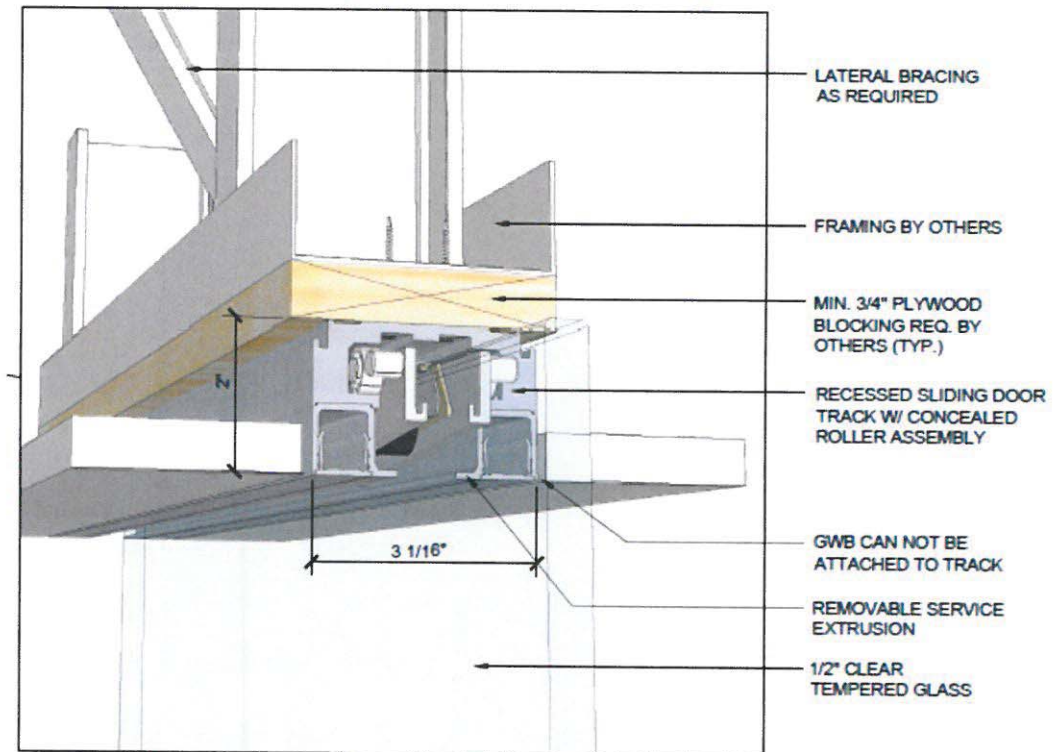 LATERAL BRACING
AS REQUIRED
FRAMING BY OTHERS
MIN. 3/4" PLYWOOD
BLOCKING REQ. BY
OTHERS (TYP.)
RECESSED SLIDING DOOR
TRACK W/ CONCEALED
ROLLER ASSEMBLY
2"
3 1/16"
GWB CAN NOT BE
ATTACHED TO TRACK
REMOVABLE SERVICE
EXTRUSION
1/2" CLEAR
TEMPERED GLASS